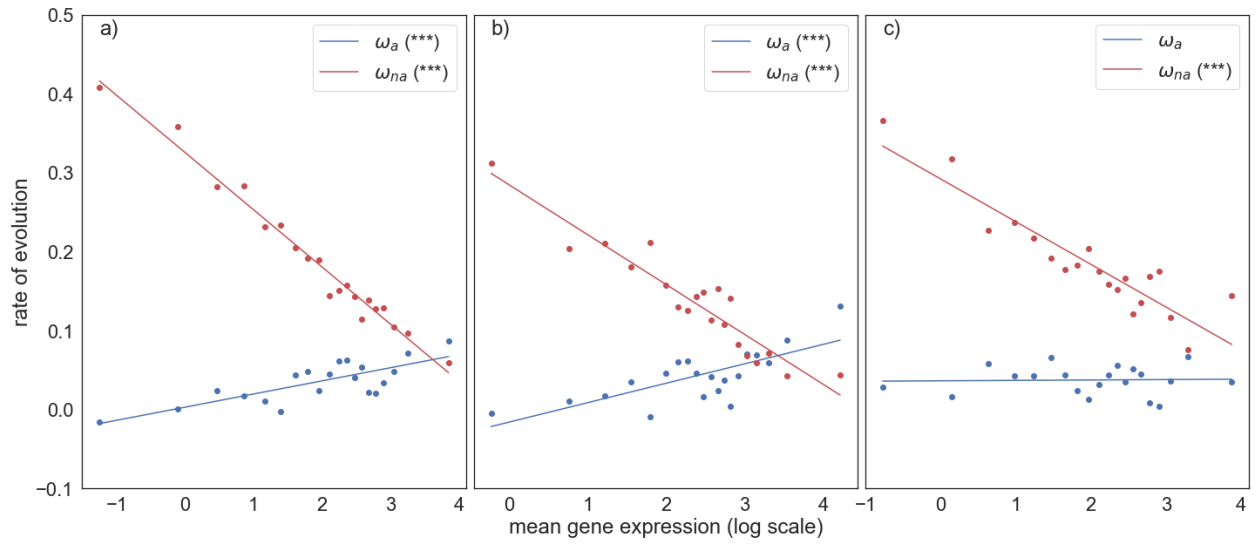 rate of evolution
0.5
0.4
0.3
0.2
0.1
0.0
−0.1
a)
ωa (***)
ωna (***)
b)
ωa (***)
ωna (***)
c)
ωa
ωna (***)
−1 0 1 2 3 4
0 1 2 3 4
−1 0 1 2 3 4
mean gene expression (log scale)